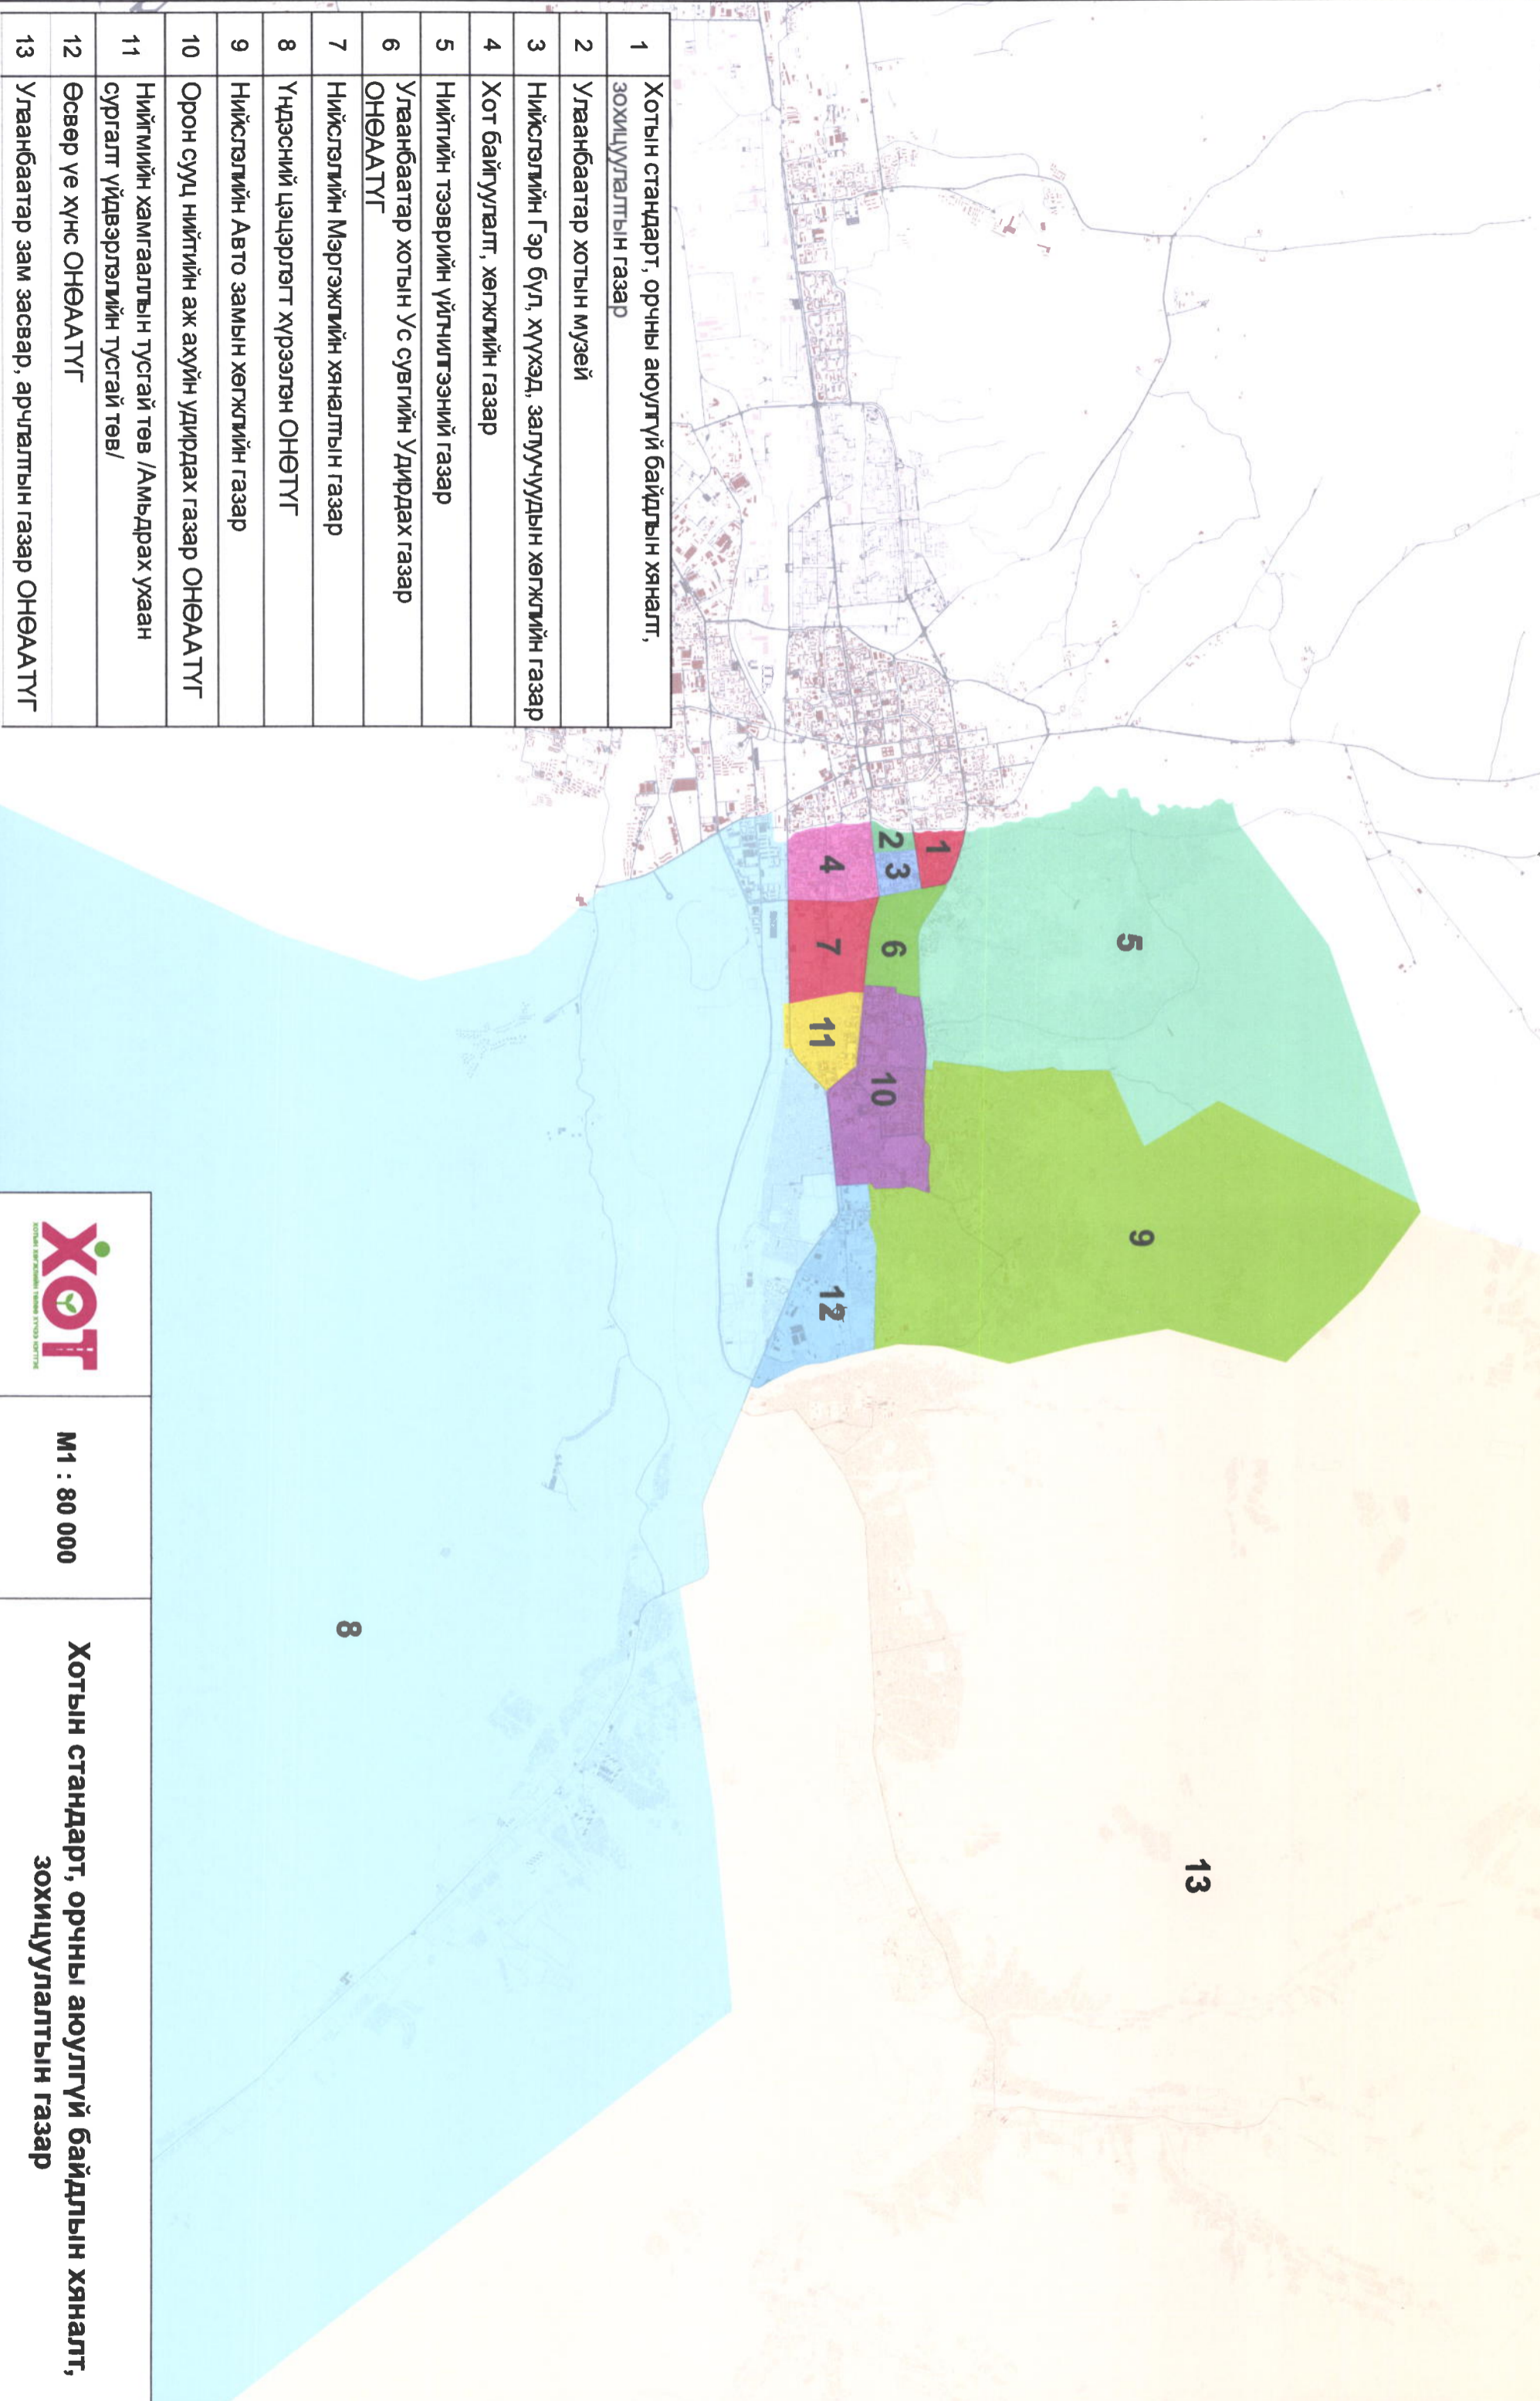 1
Хотын стандарт, орчны аюулгүй байдлын хяналт,
зохицуулалтын газар
2
Улаанбаатар хотын музей
3
Нийслэлийн Гэр бүл, хүүхэд, залуучуудын хөгжлийн газар
4
Хот байгуулалт, хөгжлийн газар
5
Нийтийн тээврийн үйлчилгээний газар
6
Улаанбаатар хотын Ус сувгийн Удирдах газар
ОНӨААТҮГ
7
Нийслэлийн Мэргэжлийн хяналтын газар
8
Үндэсний цэцэрлэгт хүрээлэн ОНӨТҮГ
9
Нийслэлийн Авто замын хөгжлийн газар
10
Орон сууц нийтийн аж ахуйн удирдах газар ОНӨААТҮГ
11
Нийгмийн хамгааллын тусгай төв /Амьдрах ухаан
сургалт үйлдвэрлэлийн тусгай төв/
12
Өсвөр үе хүнс ОНӨААТҮГ
13
Улаанбаатар зам засвар, арчлалтын газар ОНӨААТҮГ
5
9
13
1
2
3
6
10
4
7
11
12
8
ХОТ
М1 : 80 000
Хотын стандарт, орчны аюулгүй байдлын хяналт,
зохицуулалтын газар